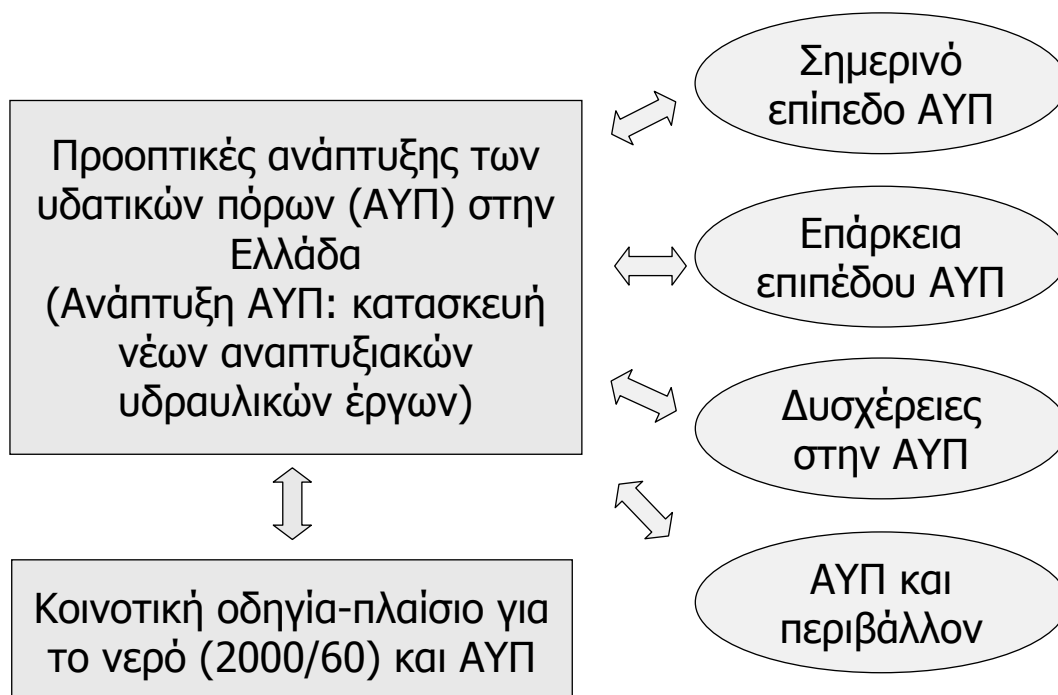 Προοπτικές ανάπτυξης των
υδατικών πόρων (ΑΥΠ) στην
Ελλάδα
(Ανάπτυξη ΑΥΠ: κατασκευή
νέων αναπτυξιακών
υδραυλικών έργων)
Κοινοτική οδηγία-πλαίσιο για
το νερό (2000/60) και ΑΥΠ
Σημερινό
επίπεδο ΑΥΠ
Επάρκεια
επιπέδου ΑΥΠ
Δυσχέρειες
στην ΑΥΠ
ΑΥΠ και
περιβάλλον